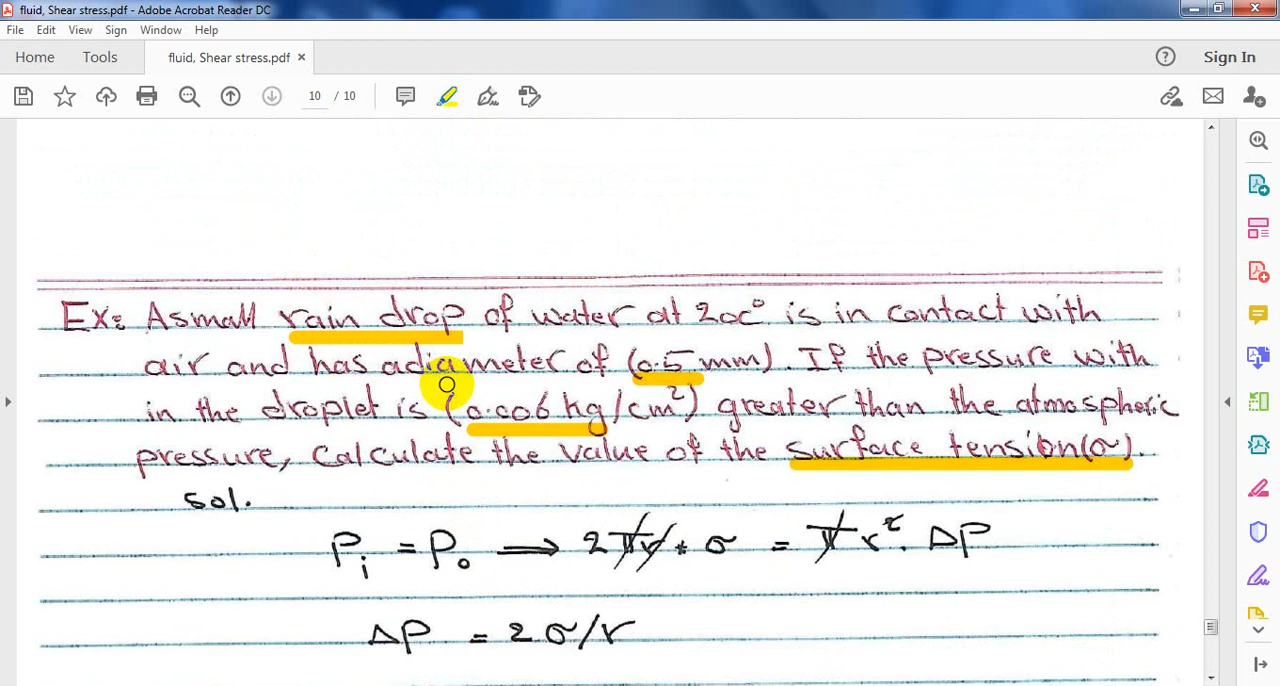 fluid, Shear stress.pdf - Adobe Acrobat Reader DC
File Edit View Sign Window Help
Home Tools fluid, Shear stress.pdf × Sign In
10 / 10
Ex: A small rain drop of water at 20c° is in contact with
air and has a diameter of (0.5 mm). If the pressure with
in the droplet is (0.006 kg/cm²) greater than the atmospheric
pressure, calculate the value of the surface tension(σ).
sol.
Pi = Po ⟹ 2πr * σ = πr². ΔP
ΔP = 2σ/r